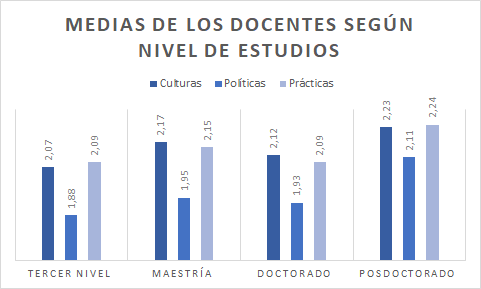 MEDIAS DE LOS DOCENTES SEGÚN
NIVEL DE ESTUDIOS
Culturas Políticas Prácticas
2,07 1,88 2,09 2,17 1,95 2,15 2,12 1,93 2,09 2,23 2,11 2,24
TERCER NIVEL MAESTRÍA DOCTORADO POSDOCTORADO